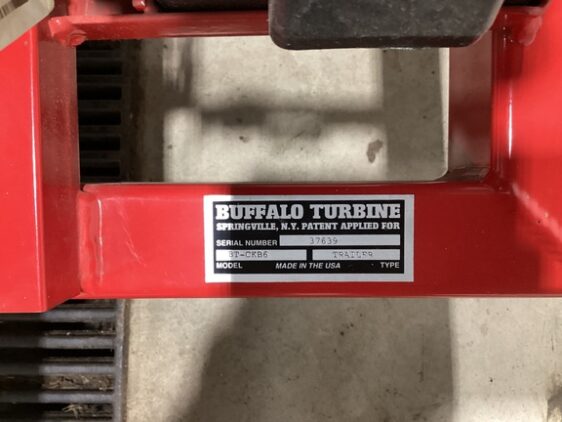 BUFFALO TURBINE
SPRINGVILLE, N.Y. PATENT APPLIED FOR
SERIAL NUMBER 37639
BT-CKB6 TRAILER
MODEL MADE IN THE USA TYPE